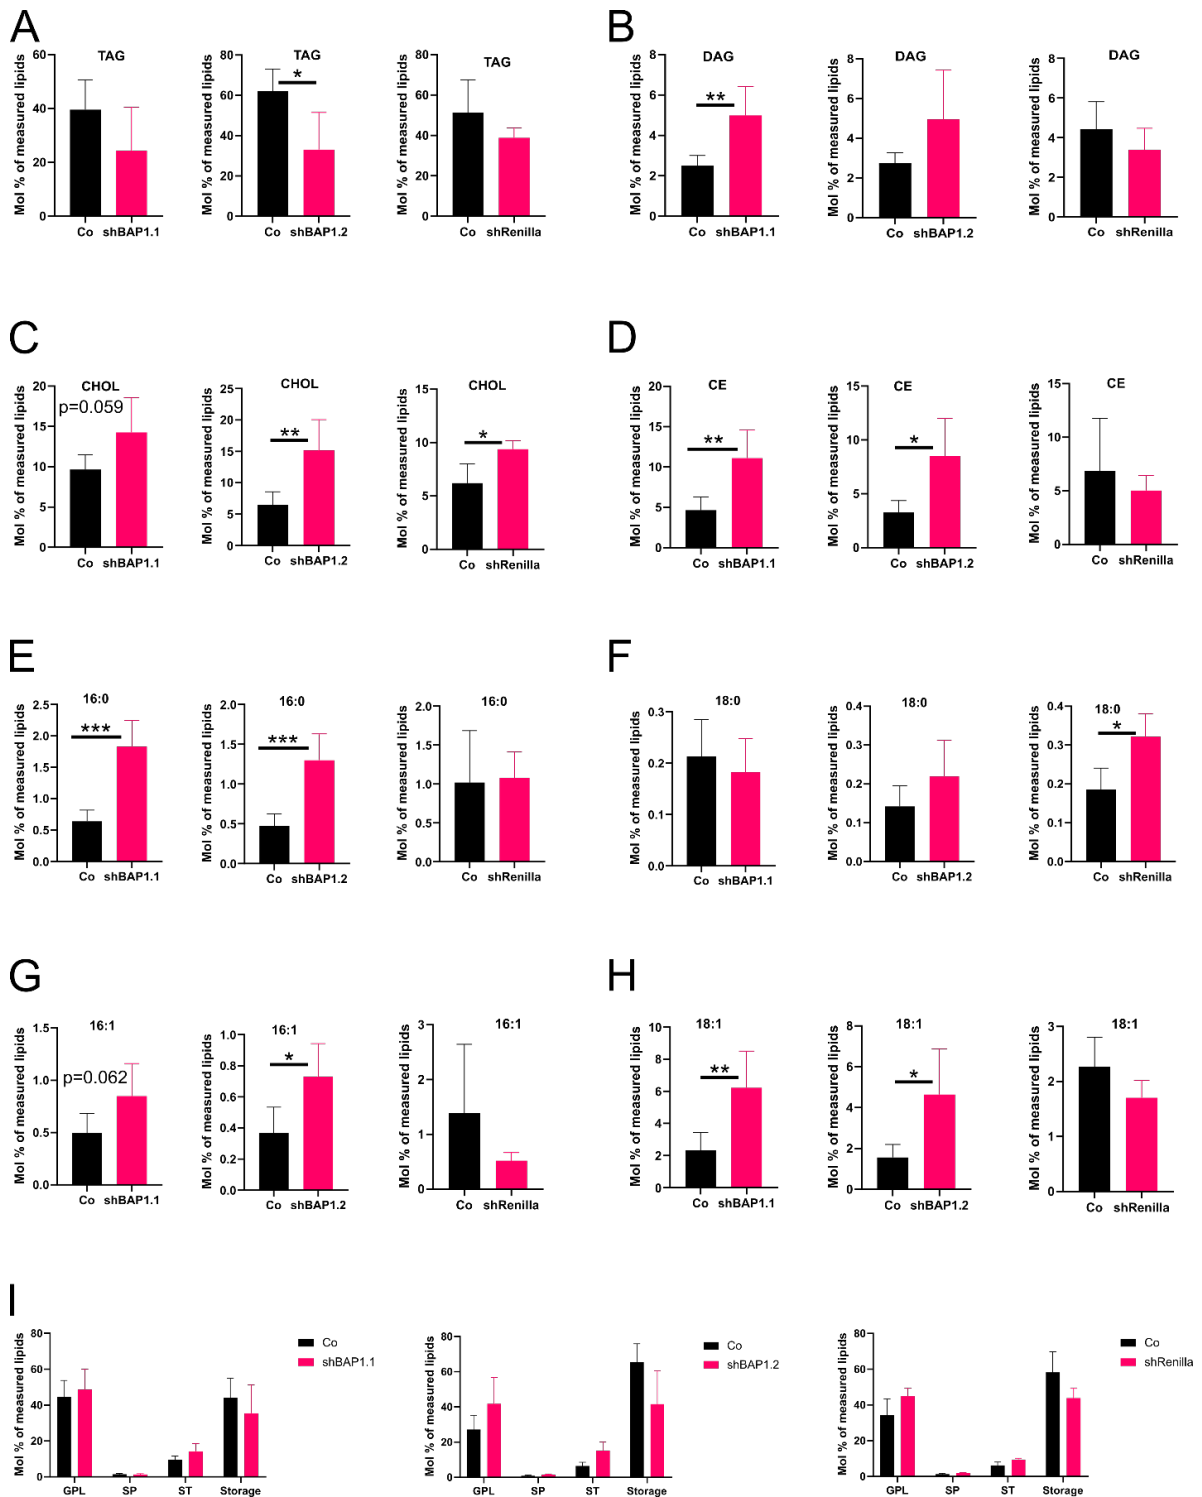 A
TAG
Mol % of measured lipids
60
40
20
0
Co shBAP1.1
TAG
*
Mol % of measured lipids
80
60
40
20
0
Co shBAP1.2
TAG
Mol % of measured lipids
80
60
40
20
0
Co shRenilla
B
DAG
**
Mol % of measured lipids
8
6
4
2
0
Co shBAP1.1
DAG
Mol % of measured lipids
8
6
4
2
0
Co shBAP1.2
DAG
Mol % of measured lipids
8
6
4
2
0
Co shRenilla
C
CHOL
p=0.059
Mol % of measured lipids
20
15
10
5
0
Co shBAP1.1
CHOL
**
Mol % of measured lipids
25
20
15
10
5
0
Co shBAP1.2
CHOL
*
Mol % of measured lipids
15
10
5
0
Co shRenilla
D
CE
**
Mol % of measured lipids
20
15
10
5
0
Co shBAP1.1
CE
*
Mol % of measured lipids
15
10
5
0
Co shBAP1.2
CE
Mol % of measured lipids
15
10
5
0
Co shRenilla
E
16:0
***
Mol % of measured lipids
2.5
2.0
1.5
1.0
0.5
0.0
Co shBAP1.1
16:0
***
Mol % of measured lipids
2.0
1.5
1.0
0.5
0.0
Co shBAP1.2
16:0
Mol % of measured lipids
2.0
1.5
1.0
0.5
0.0
Co shRenilla
F
18:0
Mol % of measured lipids
0.3
0.2
0.1
0.0
Co shBAP1.1
18:0
Mol % of measured lipids
0.4
0.3
0.2
0.1
0.0
Co shBAP1.2
18:0
*
Mol % of measured lipids
0.4
0.3
0.2
0.1
0.0
Co shRenilla
G
16:1
p=0.062
Mol % of measured lipids
1.5
1.0
0.5
0.0
Co shBAP1.1
16:1
*
Mol % of measured lipids
1.0
0.8
0.6
0.4
0.2
0.0
Co shBAP1.2
16:1
Mol % of measured lipids
3
2
1
0
Co shRenilla
H
18:1
**
Mol % of measured lipids
10
8
6
4
2
0
Co shBAP1.1
18:1
*
Mol % of measured lipids
8
6
4
2
0
Co shBAP1.2
18:1
Mol % of measured lipids
3
2
1
0
Co shRenilla
I
Mol % of measured lipids
80
60
40
20
0
GPL SP ST Storage
Co
shBAP1.1
Mol % of measured lipids
80
60
40
20
0
GPL SP ST Storage
Co
shBAP1.2
Mol % of measured lipids
80
60
40
20
0
GPL SP ST Storage
Co
shRenilla